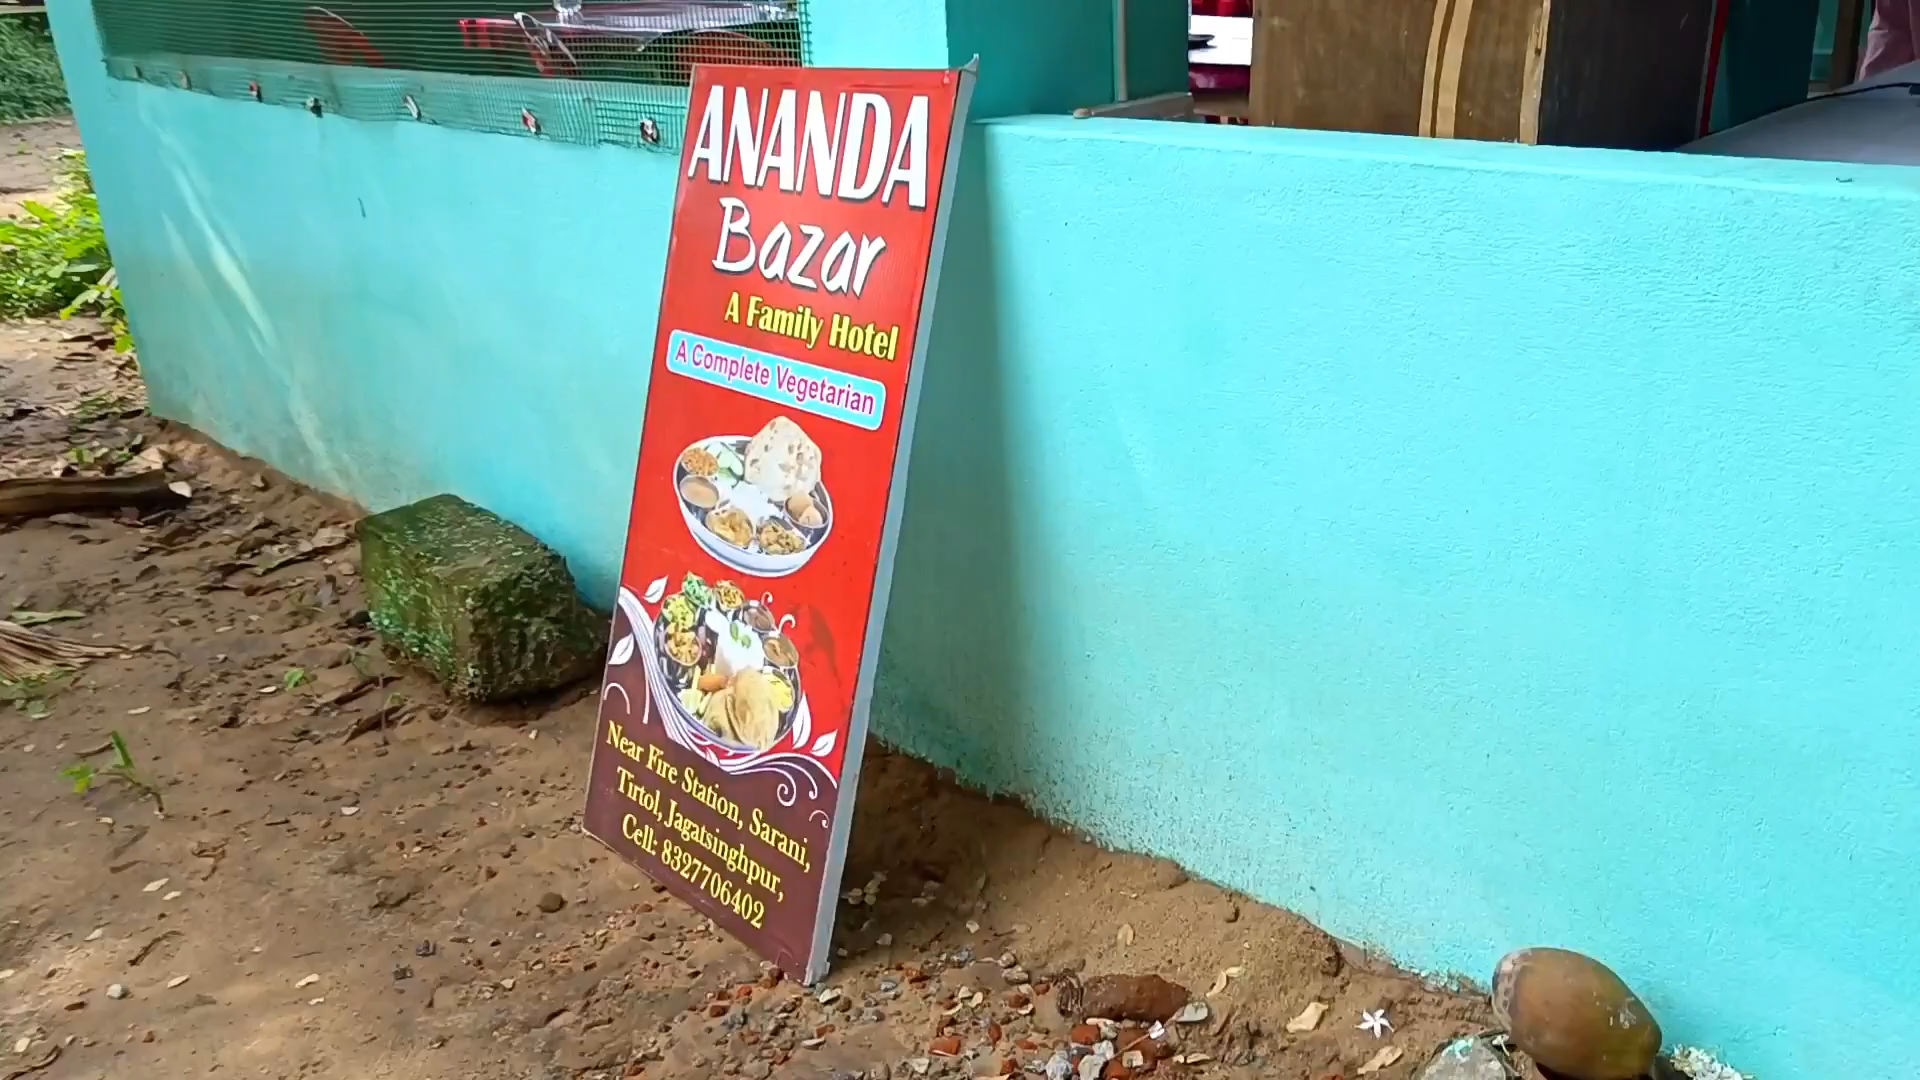 ANANDA
Bazar
A Family Hotel
A Complete Vegetarian
Near Fire Station, Sarani,
Tirtol, Jagatsinghpur,
Cell: 8327706402